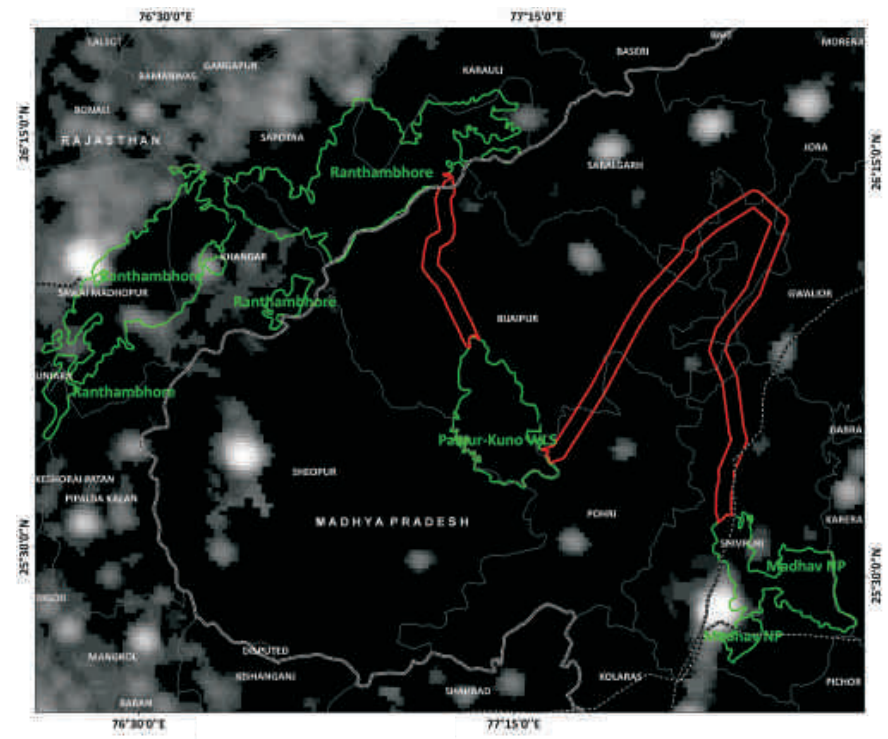 76°30'0"E
77°15'0"E
LALSOT
GANGAPUR
BAMANWAS
KARAULI
BASERI
BARI
MORENA
BONALI
26°15'0"N
26°15'0"N
RAJASTHAN
SAPOTRA
JORA
SABALGARH
Ranthambhore
KHANDAR
Ranthambhore
SAWAI MADHOPUR
Ranthambhore
GWALIOR
BIJAIPUR
UNIARA
Ranthambhore
DABRA
Palpur-Kuno WLS
SHEOPUR
KESHORAI PATAN
PIPALDA KALAN
POHRI
KARERA
MADHYA PRADESH
25°30'0"N
25°30'0"N
SHIVPURI
Madhav NP
Madhav NP
DISPUTED
MANGROL
KISHANGANJ
SHAHBAD
KOLARAS
PICHOR
BARAN
76°30'0"E
77°15'0"E